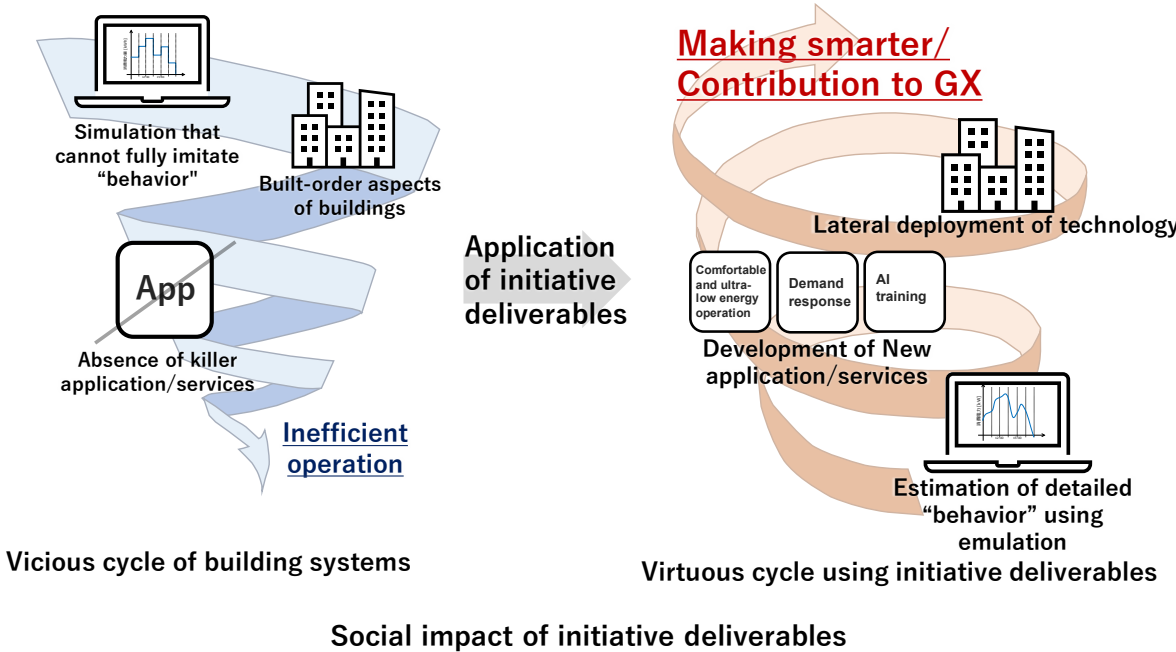 Simulation that
cannot fully imitate
“behavior"
Built-order aspects
of buildings
App
Absence of killer
application/services
Inefficient
operation
Vicious cycle of building systems
Application
of initiative
deliverables
Making smarter/
Contribution to GX
Lateral deployment of technology
Comfortable
and ultra-
low energy
operation
Demand
response
AI
training
Development of New
application/services
Estimation of detailed
“behavior” using
emulation
Virtuous cycle using initiative deliverables
Social impact of initiative deliverables